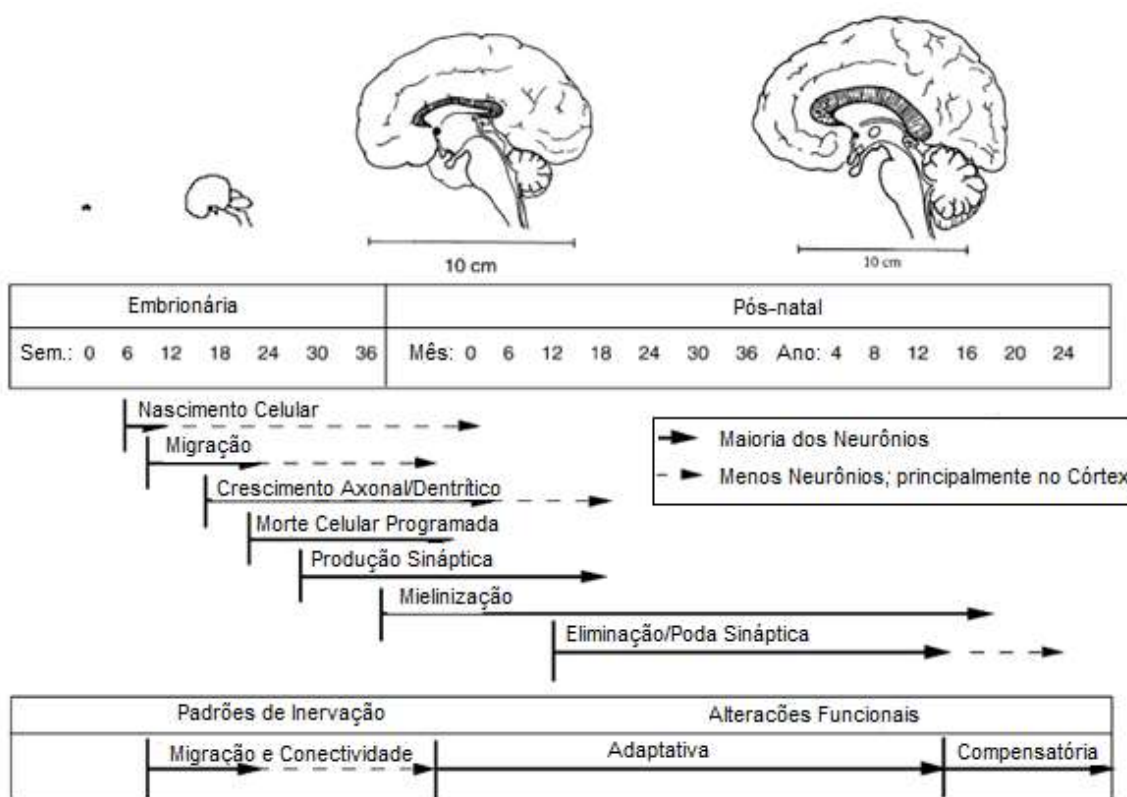 10 cm
10 cm
Embrionária
Pós-natal
Sem.: 0 6 12 18 24 30 36
Mês: 0 6 12 18 24 30 36 Ano: 4 8 12 16 20 24
Nascimento Celular
Migração
Crescimento Axonal/Dentrítico
Morte Celular Programada
Produção Sináptica
Mielinização
Eliminação/Poda Sináptica
Maioria dos Neurônios
Menos Neurônios; principalmente no Córtex
Padrões de Inervação
Alteracões Funcionais
Migração e Conectividade
Adaptativa
Compensatória